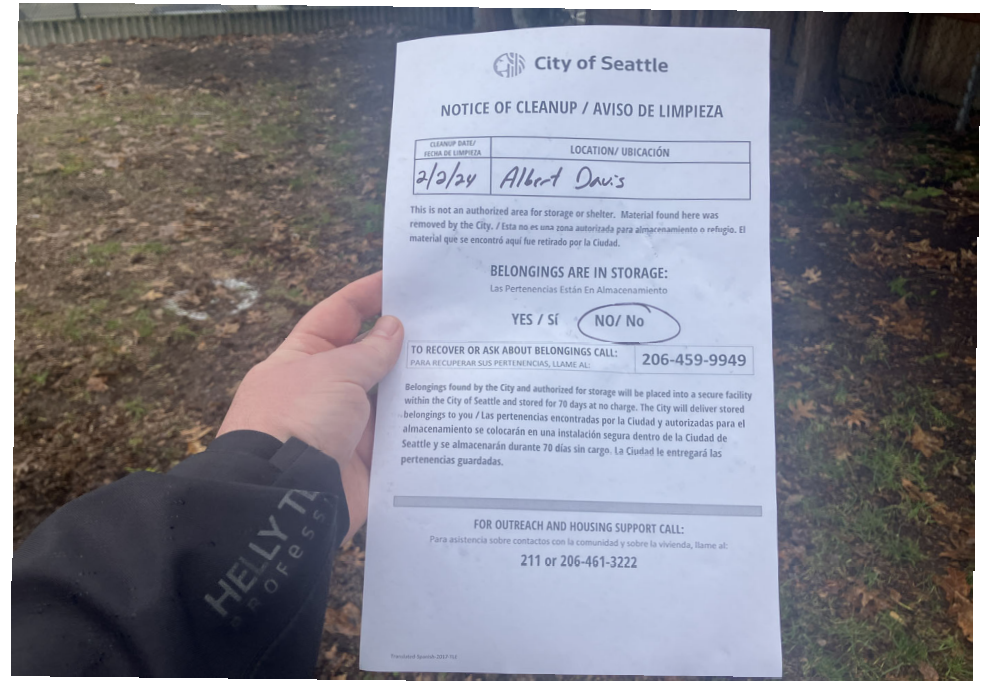 City of Seattle
NOTICE OF CLEANUP / AVISO DE LIMPIEZA
CLEANUP DATE/
FECHA DE LIMPIEZA
LOCATION/ UBICACIÓN
2/2/24
Albert Davis
This is not an authorized area for storage or shelter. Material found here was
removed by the City. / Esta no es una zona autorizada para almacenamiento o refugio. El
material que se encontró aquí fue retirado por la Ciudad.
BELONGINGS ARE IN STORAGE:
Las Pertenencias Están En Almacenamiento
YES / SÍ NO/ No
TO RECOVER OR ASK ABOUT BELONGINGS CALL:
PARA RECUPERAR SUS PERTENENCIAS, LLAME AL:
206-459-9949
Belongings found by the City and authorized for storage will be placed into a secure facility
within the City of Seattle and stored for 70 days at no charge. The City will deliver stored
belongings to you / Las pertenencias encontradas por la Ciudad y autorizadas para el
almacenamiento se colocarán en una instalación segura dentro de la Ciudad de
Seattle y se almacenarán durante 70 días sin cargo. La Ciudad le entregará las
pertenencias guardadas.
FOR OUTREACH AND HOUSING SUPPORT CALL:
Para asistencia sobre contactos con la comunidad y sobre la vivienda, llame al:
211 or 206-461-3222
Translated Spanish 2017-TLE
HELLY